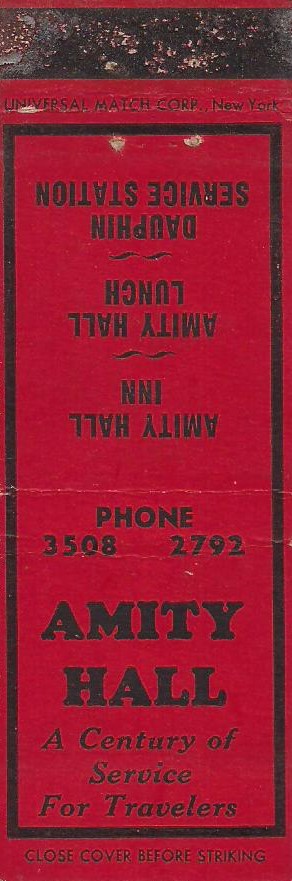 UNIVERSAL MATCH CORP., New York
AMITY HALL
INN
AMITY HALL
LUNCH
DAUPHIN
SERVICE STATION
PHONE
3508 2792
AMITY
HALL
A Century of
Service
For Travelers
CLOSE COVER BEFORE STRIKING